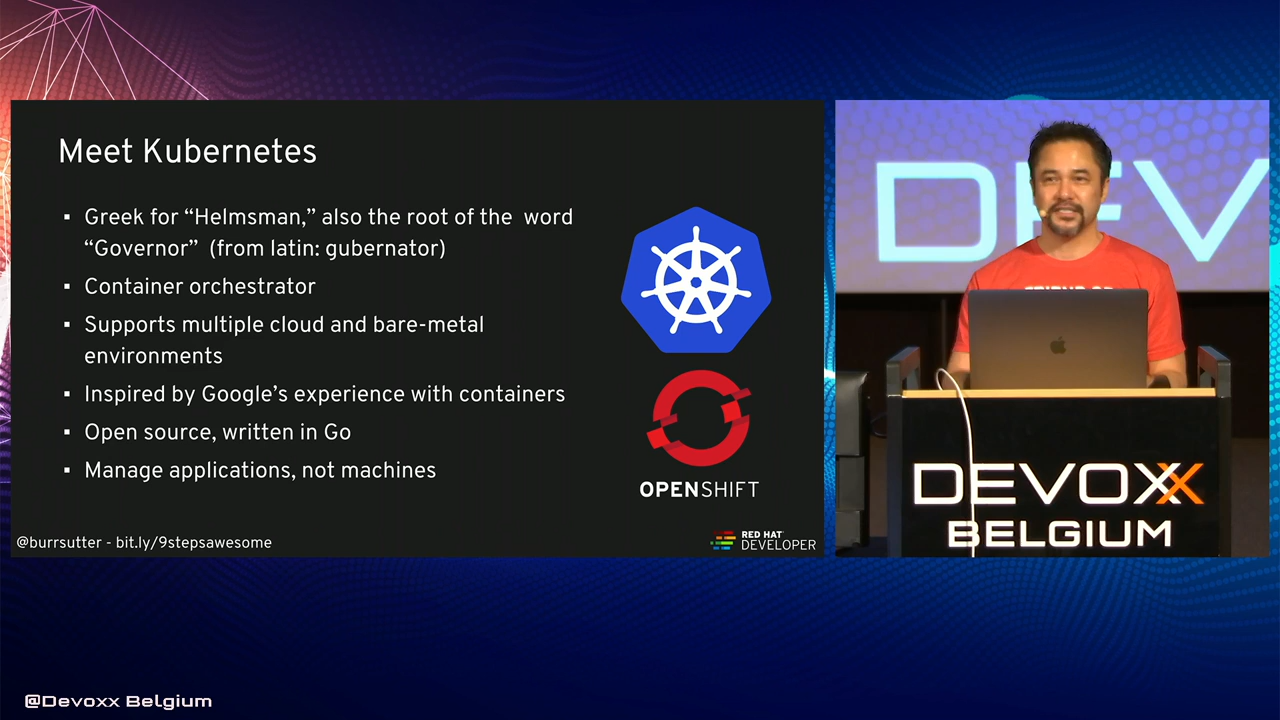 Meet Kubernetes
▪ Greek for “Helmsman,” also the root of the word
“Governor” (from latin: gubernator)
▪ Container orchestrator
▪ Supports multiple cloud and bare-metal
environments
▪ Inspired by Google’s experience with containers
▪ Open source, written in Go
▪ Manage applications, not machines
OPENSHIFT
@burrsutter - bit.ly/9stepsawesome
RED HAT
DEVELOPER
DEV
DEVOXX
BELGIUM
@Devoxx Belgium